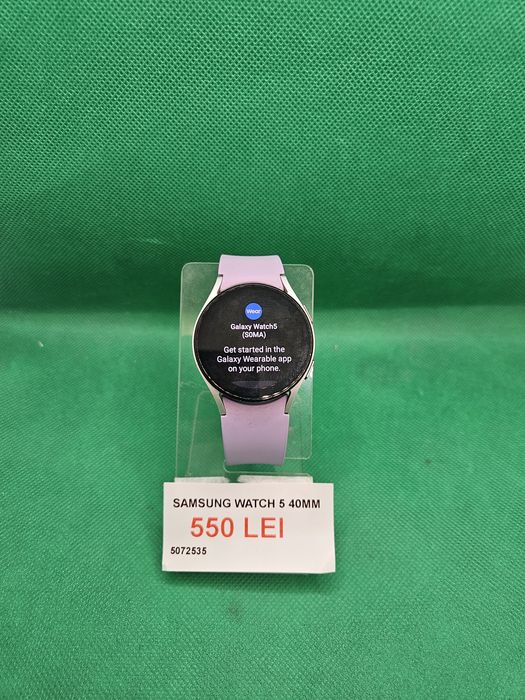 wear
Galaxy Watch5
(S0MA)
Get started in the
Galaxy Wearable app
on your phone.
SAMSUNG WATCH 5 40MM
550 LEI
5072535